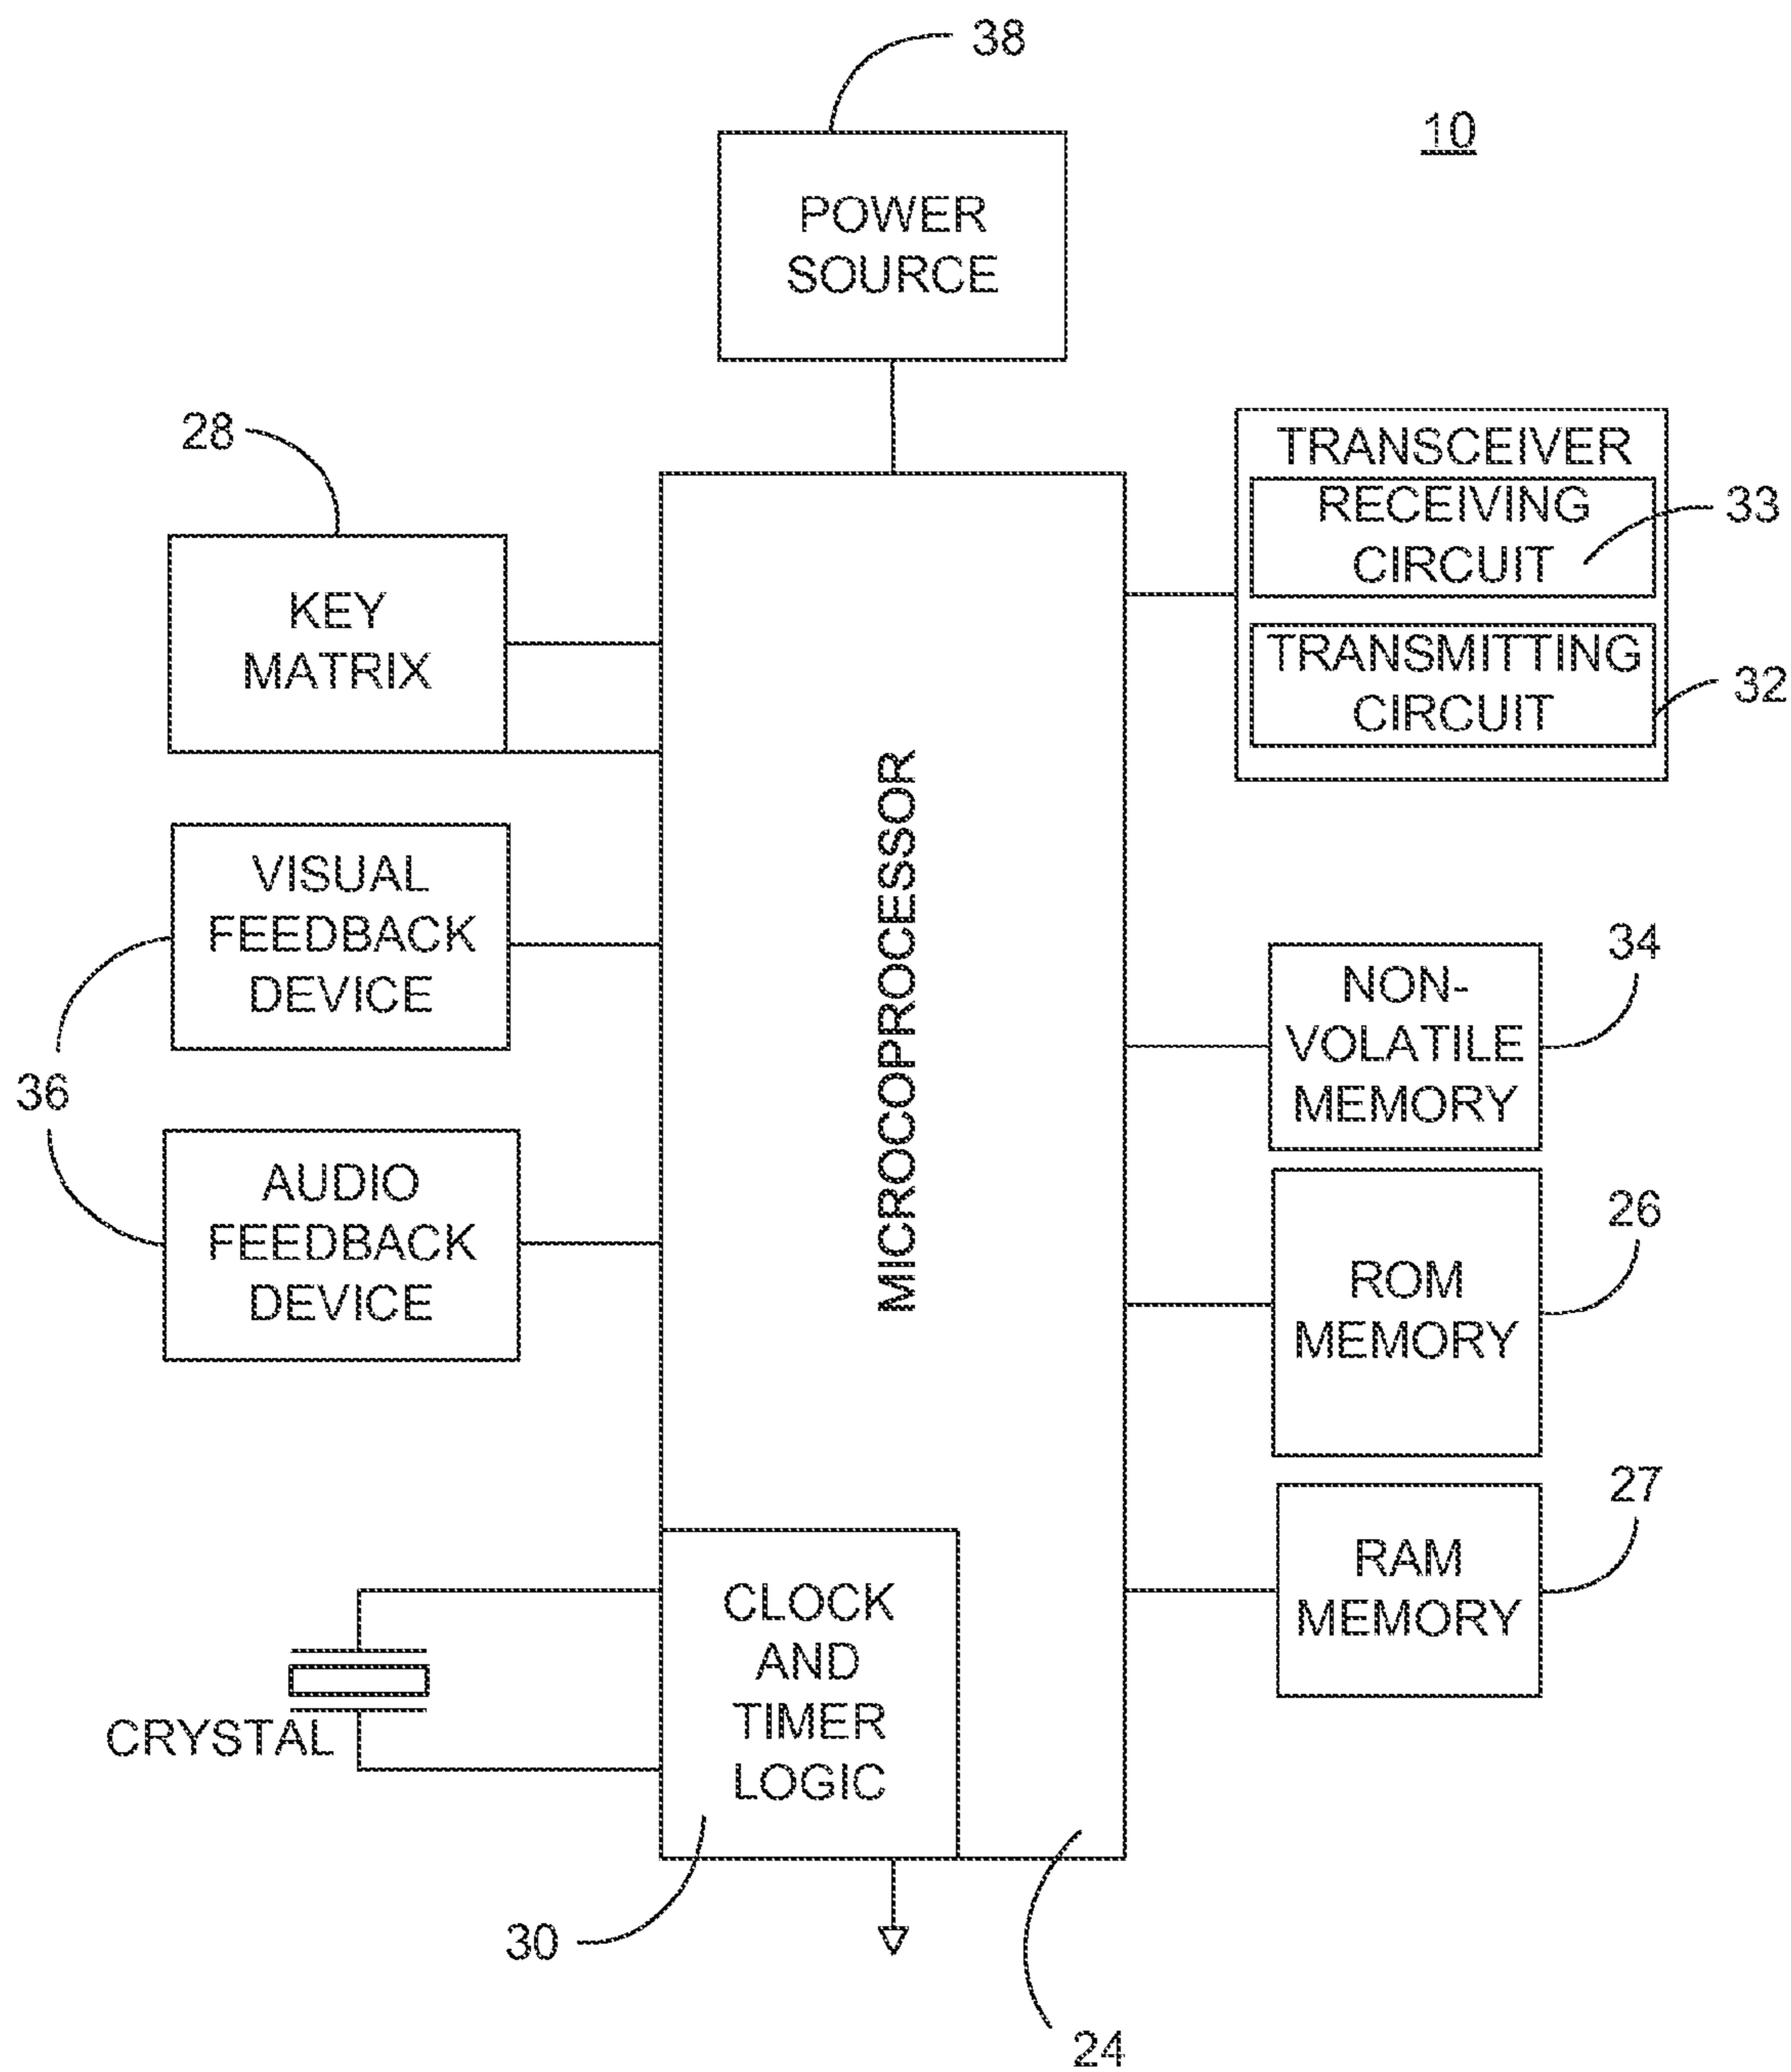 38
10
POWER
SOURCE
28
TRANSCEIVER
RECEIVING
CIRCUIT
33
TRANSMITTING
CIRCUIT
32
KEY
MATRIX
MICROCOPROCESSOR
VISUAL
FEEDBACK
DEVICE
36
AUDIO
FEEDBACK
DEVICE
34
NON-
VOLATILE
MEMORY
26
ROM
MEMORY
27
RAM
MEMORY
CLOCK
AND
TIMER
LOGIC
CRYSTAL
30
24